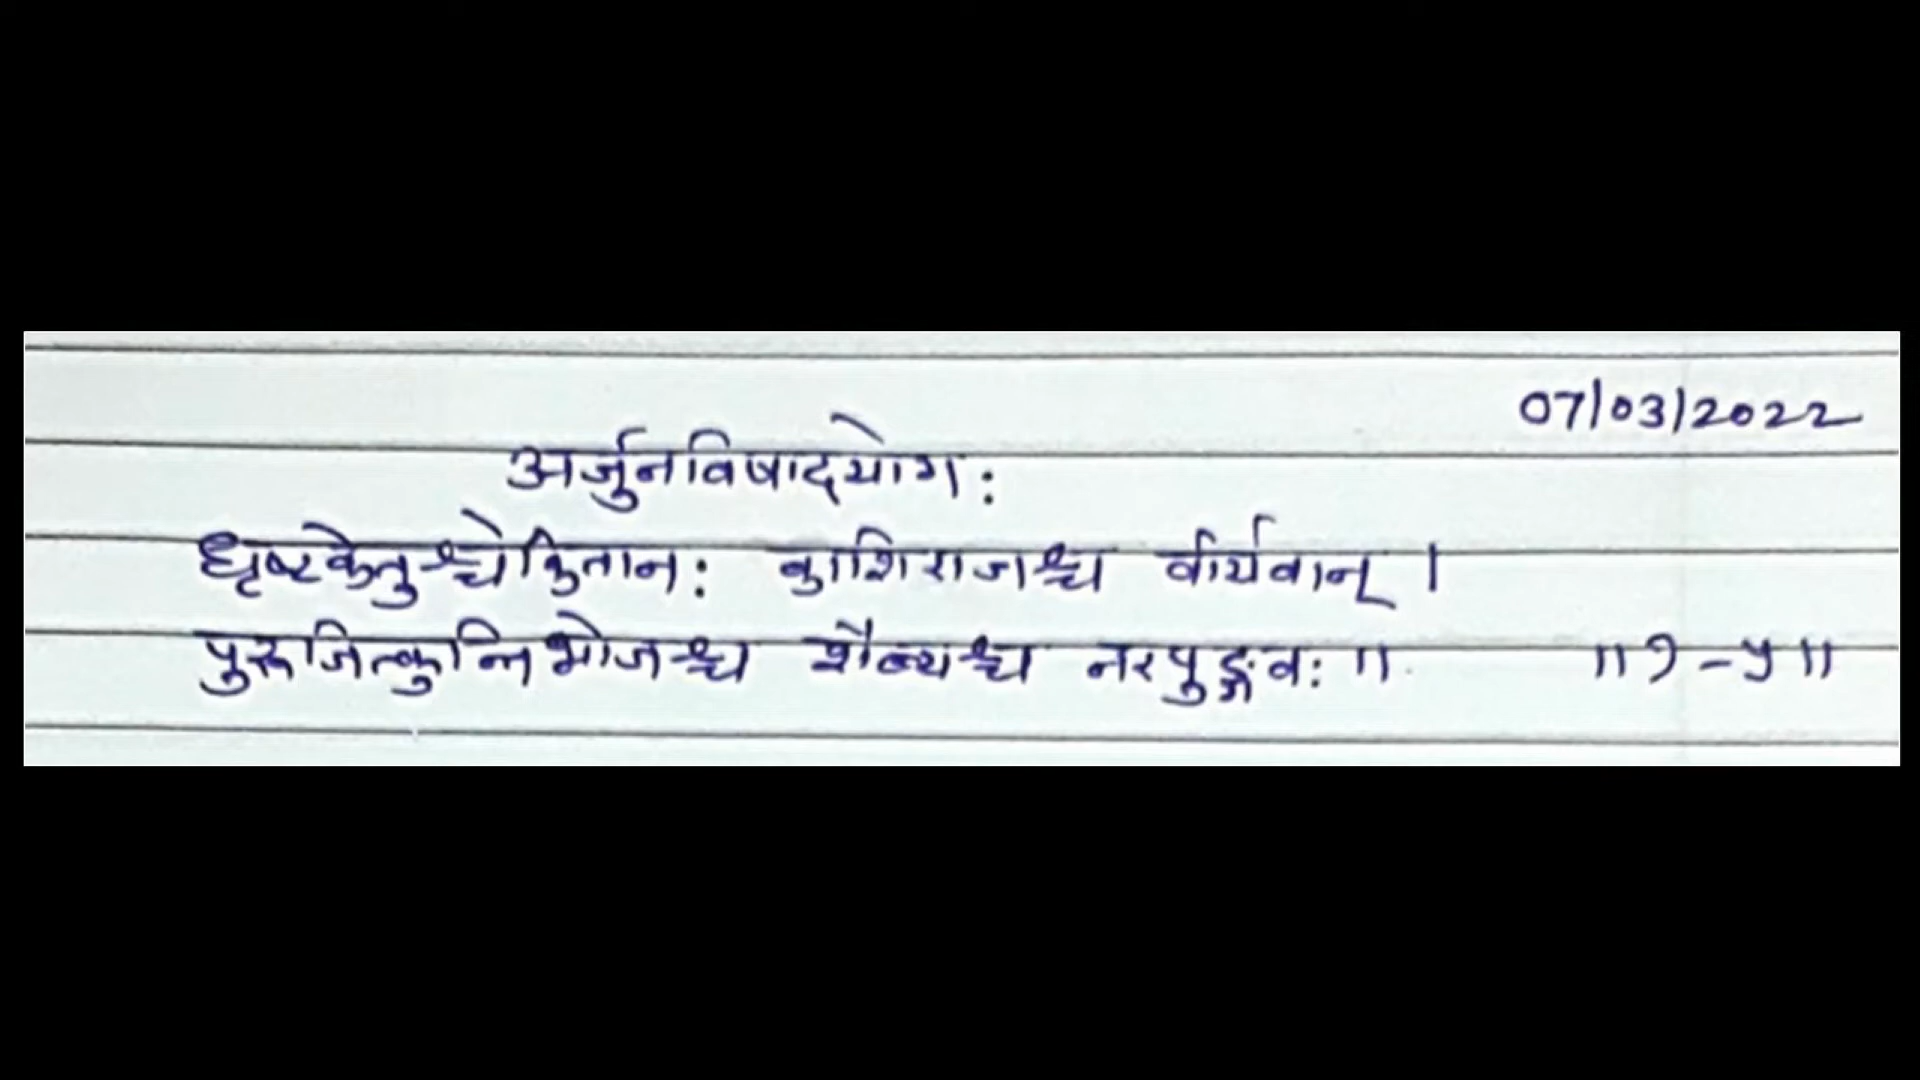 07/03/2022
अर्जुनविषादयोग:
धृष्टकेतुश्चेकितान: काशिराजश्च वीर्यवान् ।
पुरुजित्कुन्तिभोजश्च शैब्यश्च नरपुङ्गव: ॥ ॥ १-५ ॥